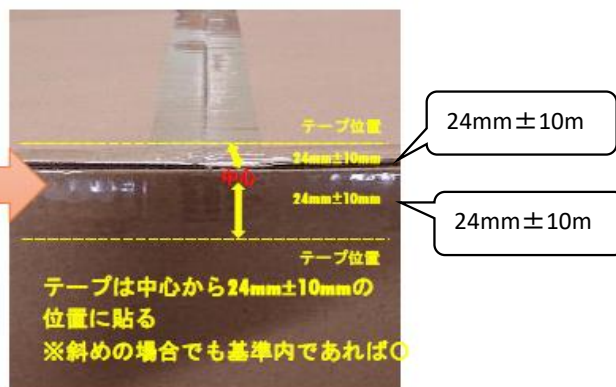 テープ位置
24mm±10mm
中心
24mm±10mm
テープ位置
テープは中心から24mm±10mmの
位置に貼る
※斜めの場合でも基準内であれば○
24mm±10m
24mm±10m